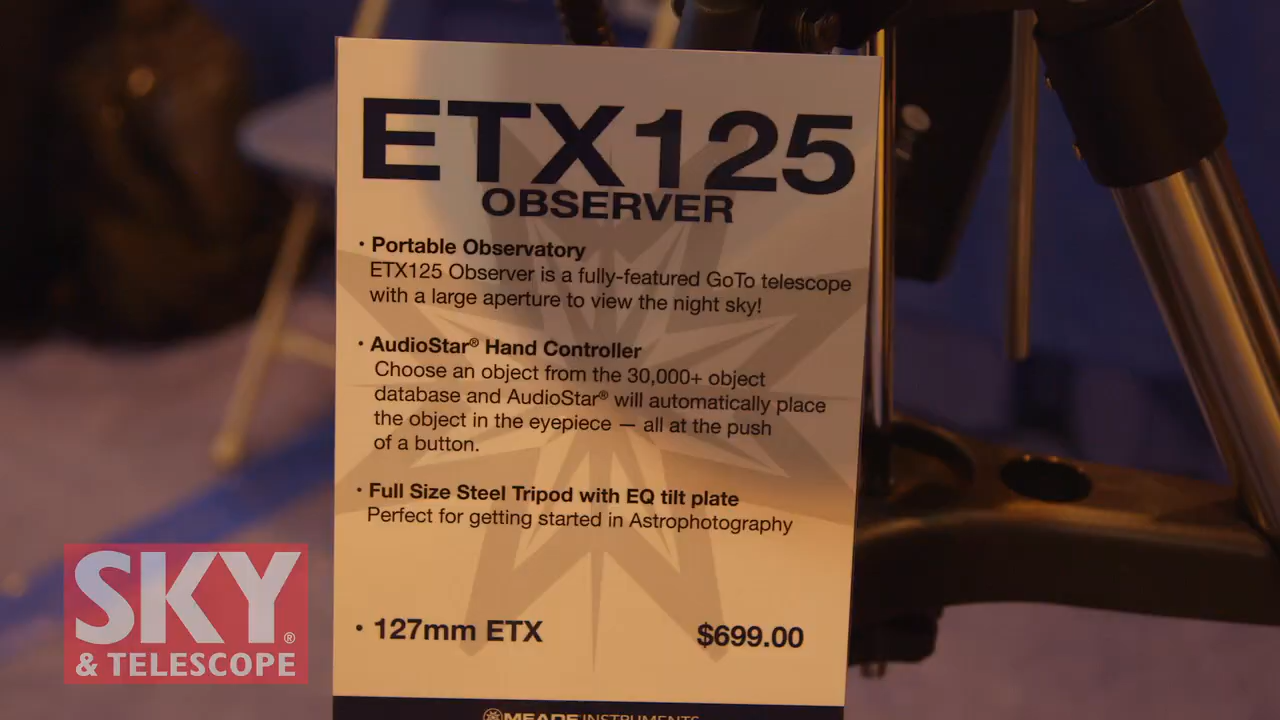 ETX125
OBSERVER
• Portable Observatory
ETX125 Observer is a fully-featured GoTo telescope
with a large aperture to view the night sky!
• AudioStar® Hand Controller
Choose an object from the 30,000+ object
database and AudioStar® will automatically place
the object in the eyepiece — all at the push
of a button.
• Full Size Steel Tripod with EQ tilt plate
Perfect for getting started in Astrophotography
• 127mm ETX $699.00
MEADE INSTRUMENTS
SKY®
& TELESCOPE